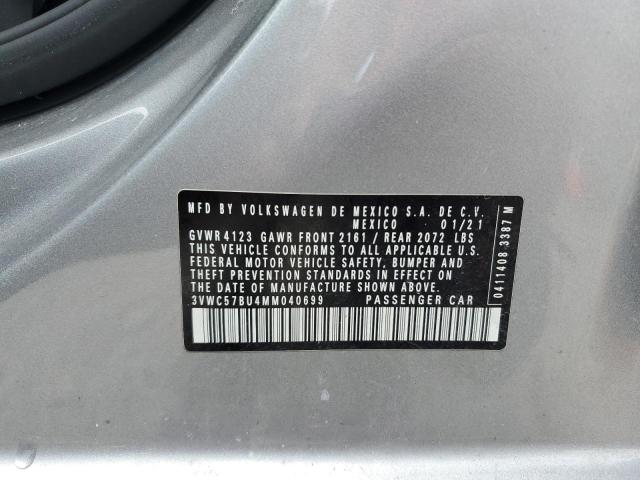 MFD BY VOLKSWAGEN DE MEXICO S.A. DE C.V.
MEXICO 01/21
GVWR 4123 GAWR FRONT 2161 / REAR 2072 LBS
THIS VEHICLE CONFORMS TO ALL APPLICABLE U.S.
FEDERAL MOTOR VEHICLE SAFETY, BUMPER AND
THEFT PREVENTION STANDARDS IN EFFECT ON
THE DATE OF MANUFACTURE SHOWN ABOVE.
3VWC57BU4MM040699 PASSENGER CAR
0411408 3387 M